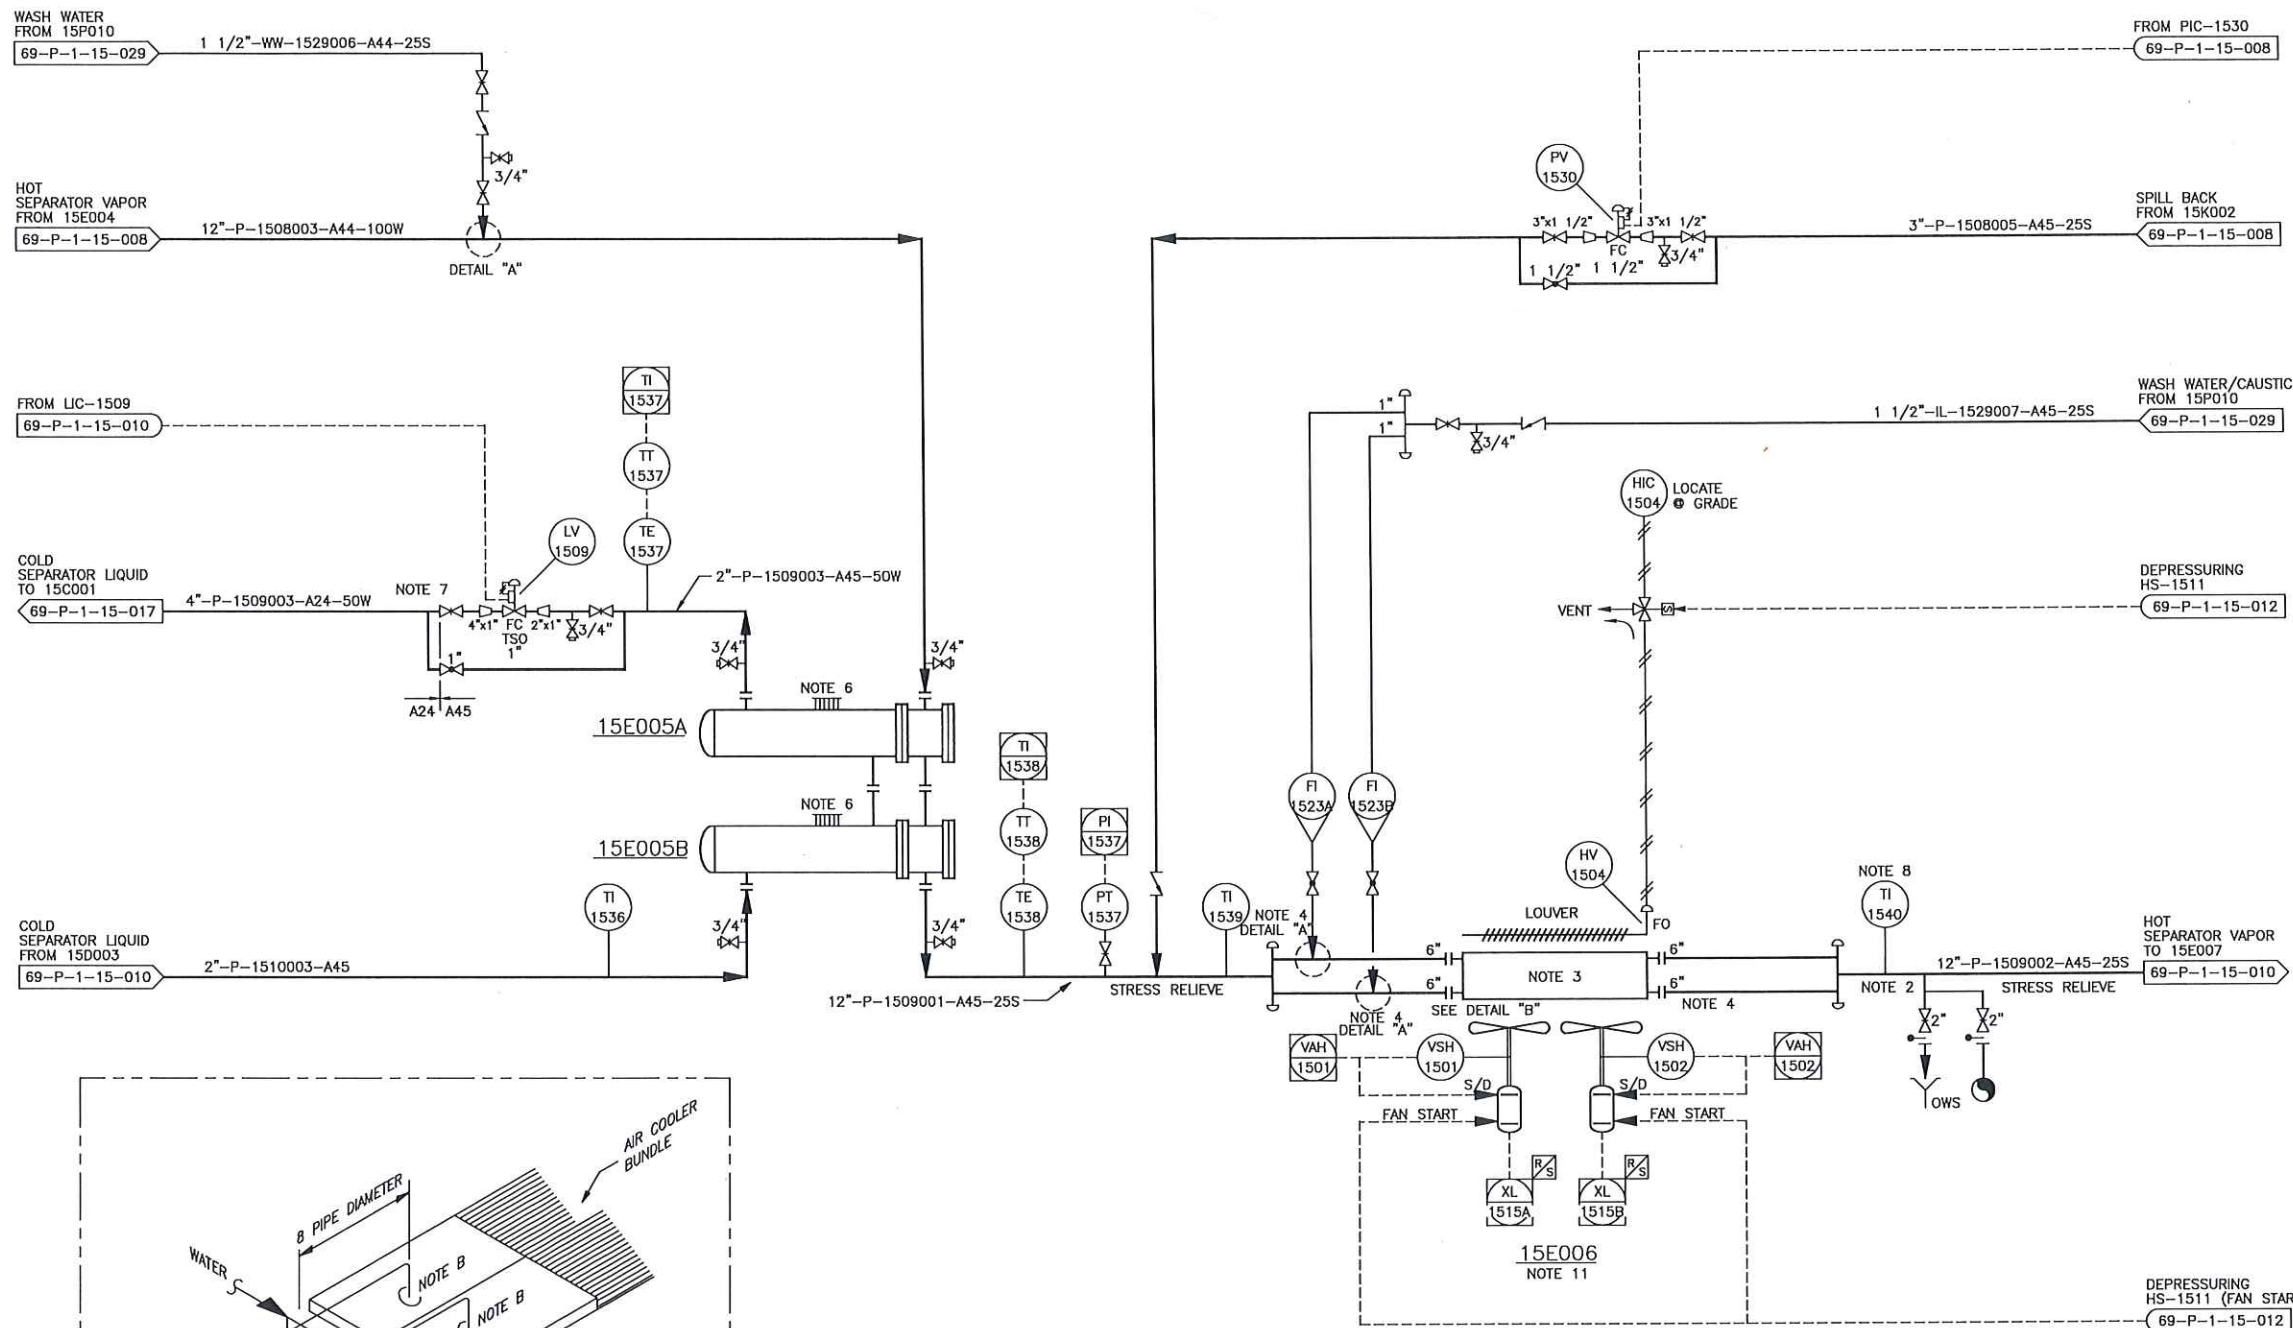 WASH WATER
FROM 15P010
69-P-1-15-029
1 1/2"-WW-1529006-A44-25S
3/4"
HOT
SEPARATOR VAPOR
FROM 15E004
69-P-1-15-008
12"-P-1508003-A44-100W
DETAIL "A"
FROM PIC-1530
69-P-1-15-008
PV
1530
3"x1 1/2"
3"x1 1/2"
FC
3/4"
1 1/2"
1 1/2"
3"-P-1508005-A45-25S
SPILL BACK
FROM 15K002
69-P-1-15-008
FROM LIC-1509
69-P-1-15-010
TI
1537
TT
1537
TE
1537
LV
1509
1"
1"
3/4"
1 1/2"-IL-1529007-A45-25S
WASH WATER/CAUSTIC
FROM 15P010
69-P-1-15-029
HIC
1504
LOCATE
@ GRADE
COLD
SEPARATOR LIQUID
TO 15C001
69-P-1-15-017
4"-P-1509003-A24-50W
NOTE 7
4"x1"
FC
TSO
1"
2"x1"
3/4"
1"
A24
A45
2"-P-1509003-A45-50W
3/4"
3/4"
VENT
S
DEPRESSURING
HS-1511
69-P-1-15-012
NOTE 6
15E005A
NOTE 6
15E005B
TI
1538
TT
1538
TE
1538
PI
1537
PT
1537
FI
1523A
FI
1523B
HV
1504
TI
1536
3/4"
3/4"
TI
1539
NOTE 4
DETAIL "A"
LOUVER
FO
NOTE 8
TI
1540
COLD
SEPARATOR LIQUID
FROM 15D003
69-P-1-15-010
2"-P-1510003-A45
12"-P-1509001-A45-25S
STRESS RELIEVE
6"
6"
NOTE 3
6"
6"
NOTE 4
DETAIL "A"
SEE DETAIL "B"
NOTE 4
NOTE 2
12"-P-1509002-A45-25S
STRESS RELIEVE
HOT
SEPARATOR VAPOR
TO 15E007
69-P-1-15-010
2"
2"
OWS
VAH
1501
VSH
1501
VSH
1502
VAH
1502
S/D
S/D
FAN START
FAN START
R/S
R/S
XL
1515A
XL
1515B
15E006
NOTE 11
DEPRESSURING
HS-1511 (FAN STAR
69-P-1-15-012
AIR COOLER
BUNDLE
8 PIPE DIAMETER
WATER
NOTE B
NOTE B